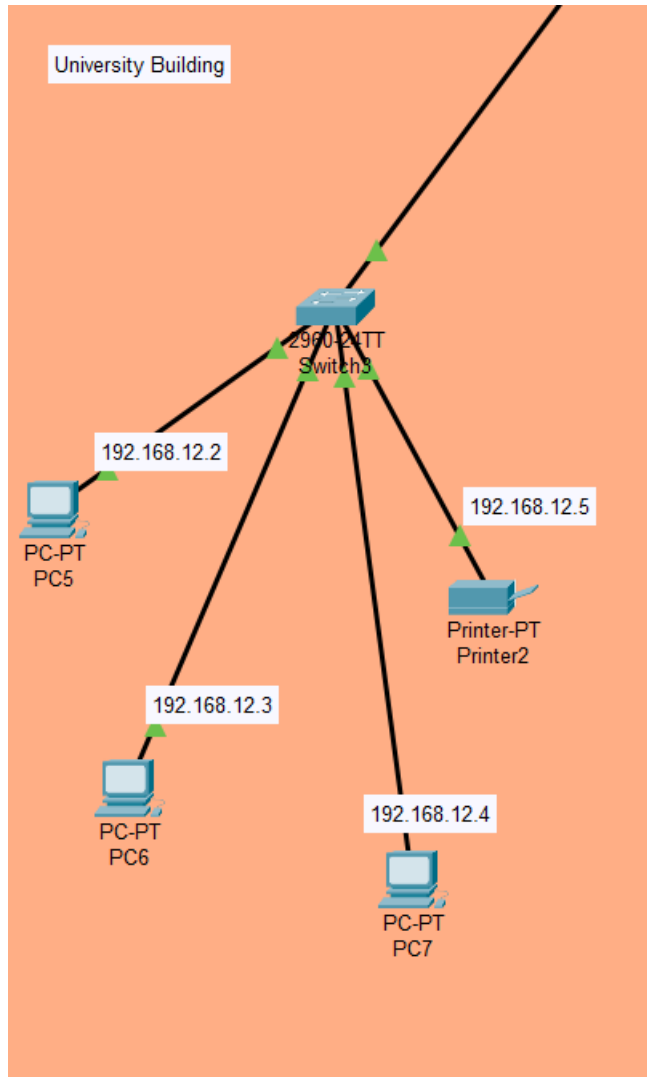 University Building
2960-24TT
Switch3
192.168.12.2
PC-PT
PC5
192.168.12.5
Printer-PT
Printer2
192.168.12.3
PC-PT
PC6
192.168.12.4
PC-PT
PC7